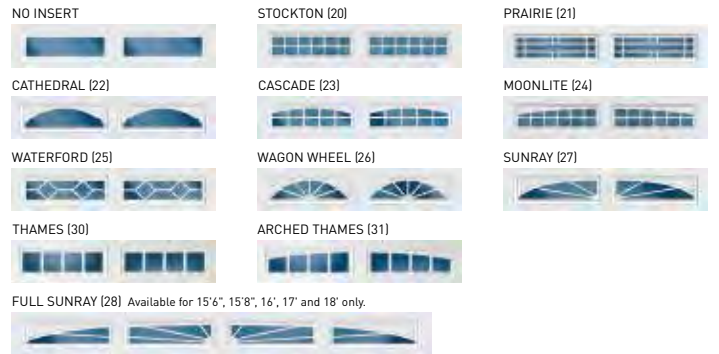 NO INSERT
STOCKTON (20)
PRAIRIE (21)
CATHEDRAL (22)
CASCADE (23)
MOONLITE (24)
WATERFORD (25)
WAGON WHEEL (26)
SUNRAY (27)
THAMES (30)
ARCHED THAMES (31)
FULL SUNRAY (28) Available for 15'6", 15'8", 16', 17' and 18' only.